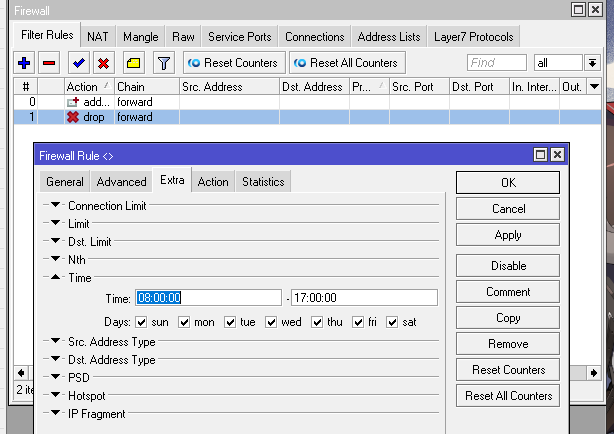 Firewall
Filter Rules NAT Mangle Raw Service Ports Connections Address Lists Layer7 Protocols
Reset Counters Reset All Counters Find all
# Action Chain Src. Address Dst. Address Pr... Src. Port Dst. Port In. Inter... Out.
0 add... forward
1 drop forward
Firewall Rule <>
General Advanced Extra Action Statistics
Connection Limit
Limit
Dst. Limit
Nth
Time
Time: 08:00:00 - 17:00:00
Days: sun mon tue wed thu fri sat
Src. Address Type
Dst. Address Type
PSD
Hotspot
IP Fragment
OK
Cancel
Apply
Disable
Comment
Copy
Remove
Reset Counters
Reset All Counters